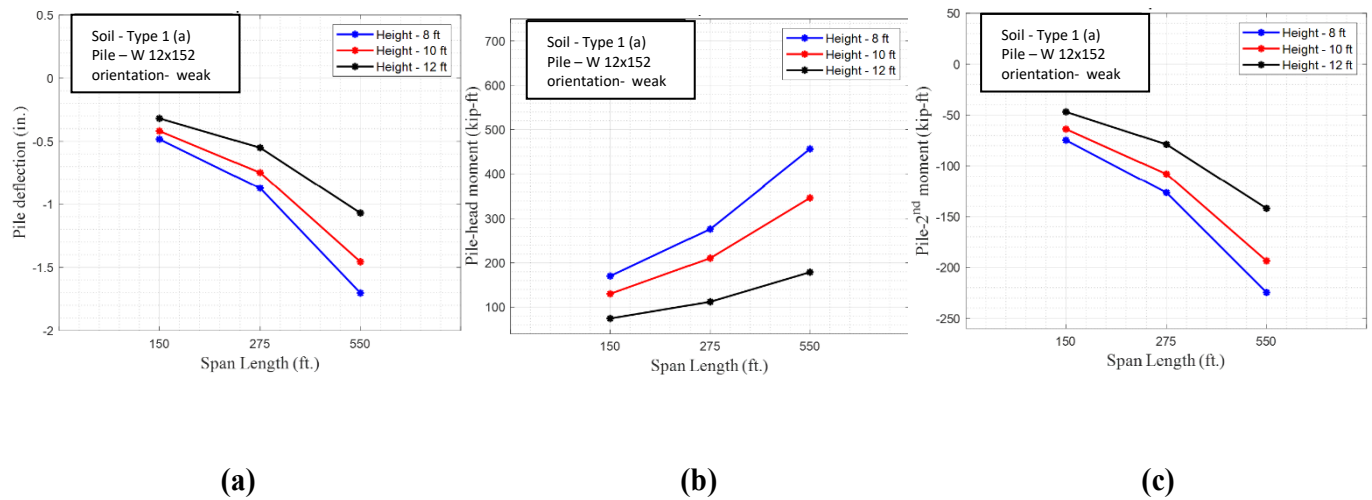 0.5
0
-0.5
-1
-1.5
-2
Pile deflection (in.)
Soil - Type 1 (a)
Pile – W 12x152
orientation- weak
Height - 8 ft
Height - 10 ft
Height - 12 ft
150 275 550
Span Length (ft.)
(a)
700
600
500
400
300
200
100
Pile-head moment (kip-ft)
Soil - Type 1 (a)
Pile – W 12x152
orientation- weak
Height - 8 ft
Height - 10 ft
Height - 12 ft
150 275 550
Span Length (ft.)
(b)
50
0
-50
-100
-150
-200
-250
Pile-2nd moment (kip-ft)
Soil - Type 1 (a)
Pile – W 12x152
orientation- weak
Height - 8 ft
Height - 10 ft
Height - 12 ft
150 275 550
Span Length (ft.)
(c)